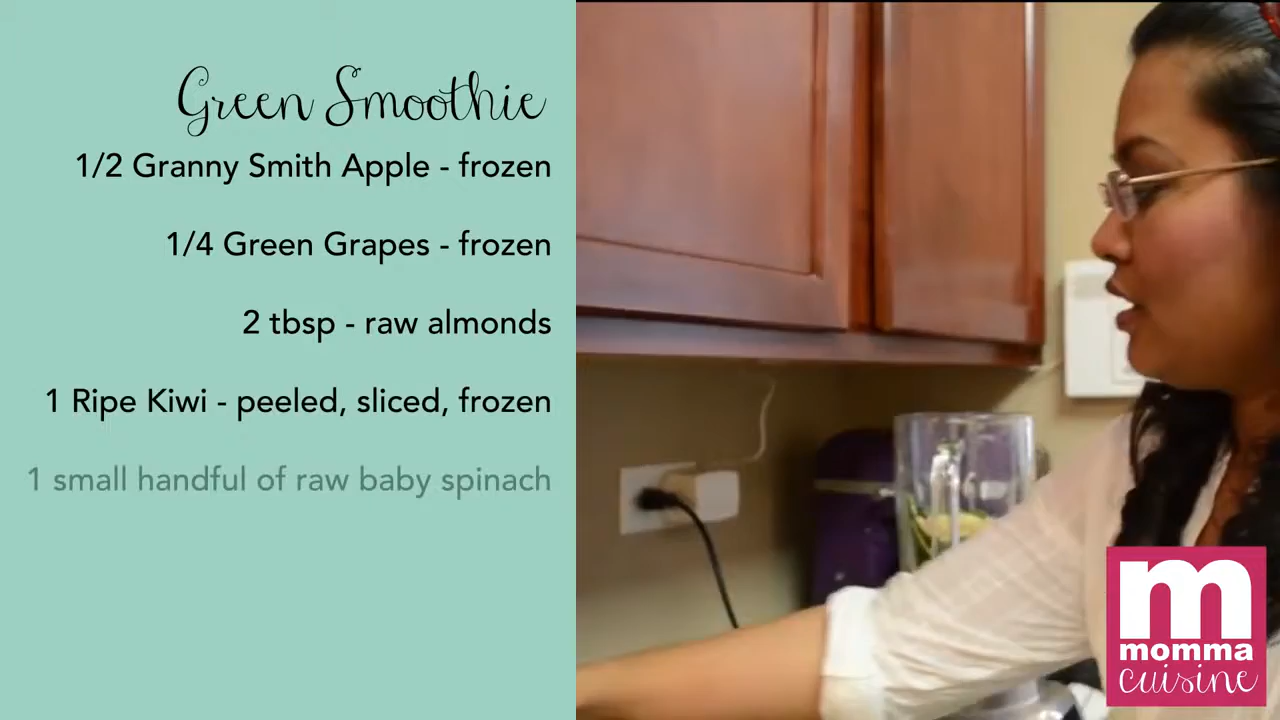 Green Smoothie
1/2 Granny Smith Apple - frozen
1/4 Green Grapes - frozen
2 tbsp - raw almonds
1 Ripe Kiwi - peeled, sliced, frozen
1 small handful of raw baby spinach
m
momma
cuisine